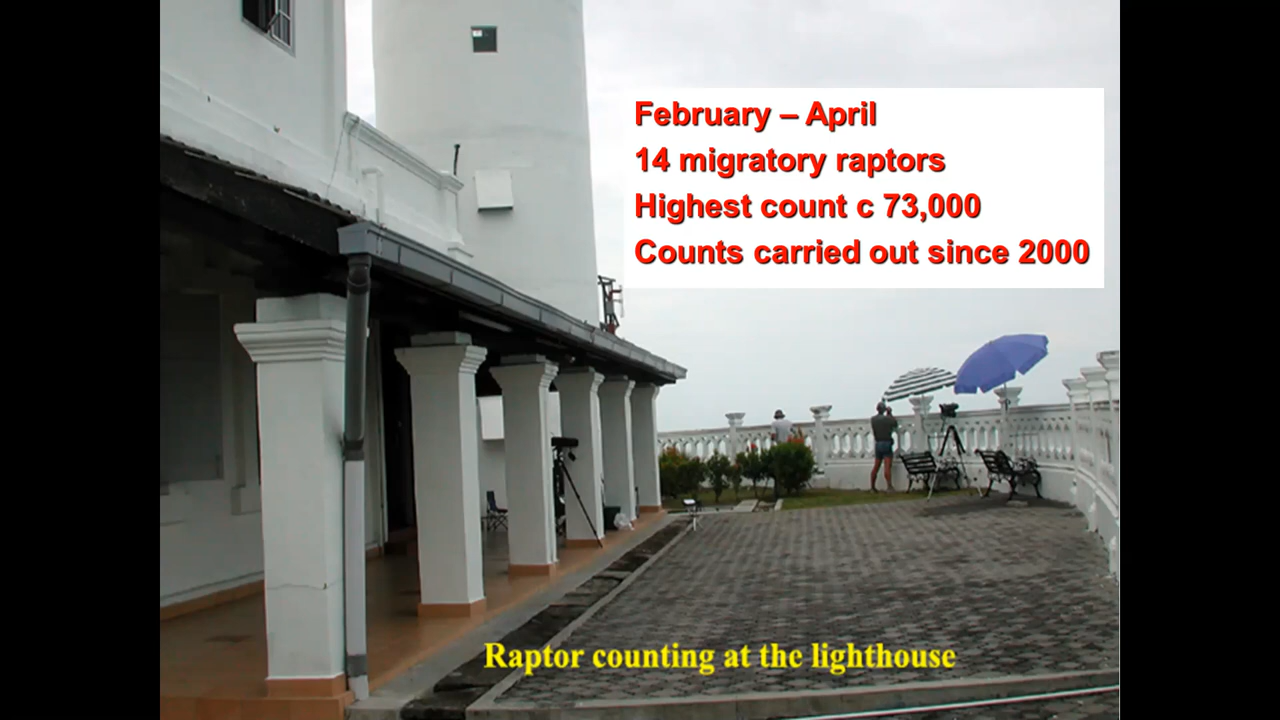 February – April
14 migratory raptors
Highest count c 73,000
Counts carried out since 2000
Raptor counting at the lighthouse